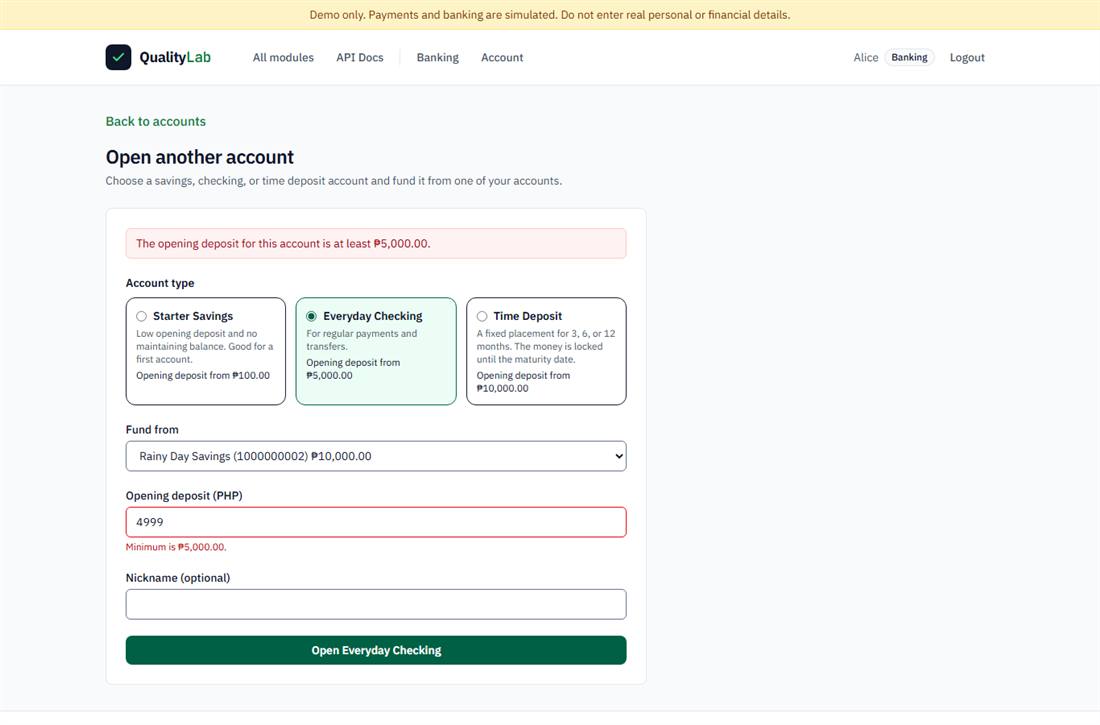 Demo only. Payments and banking are simulated. Do not enter real personal or financial details.
QualityLab
All modules
API Docs
Banking
Account
Alice
Banking
Logout
Back to accounts
Open another account
Choose a savings, checking, or time deposit account and fund it from one of your accounts.
The opening deposit for this account is at least ₱5,000.00.
Account type
Starter Savings
Low opening deposit and no
maintaining balance. Good for a
first account.
Opening deposit from ₱100.00
Everyday Checking
For regular payments and
transfers.
Opening deposit from
₱5,000.00
Time Deposit
A fixed placement for 3, 6, or 12
months. The money is locked
until the maturity date.
Opening deposit from
₱10,000.00
Fund from
Rainy Day Savings (1000000002) ₱10,000.00
Opening deposit (PHP)
4999
Minimum is ₱5,000.00.
Nickname (optional)
Open Everyday Checking